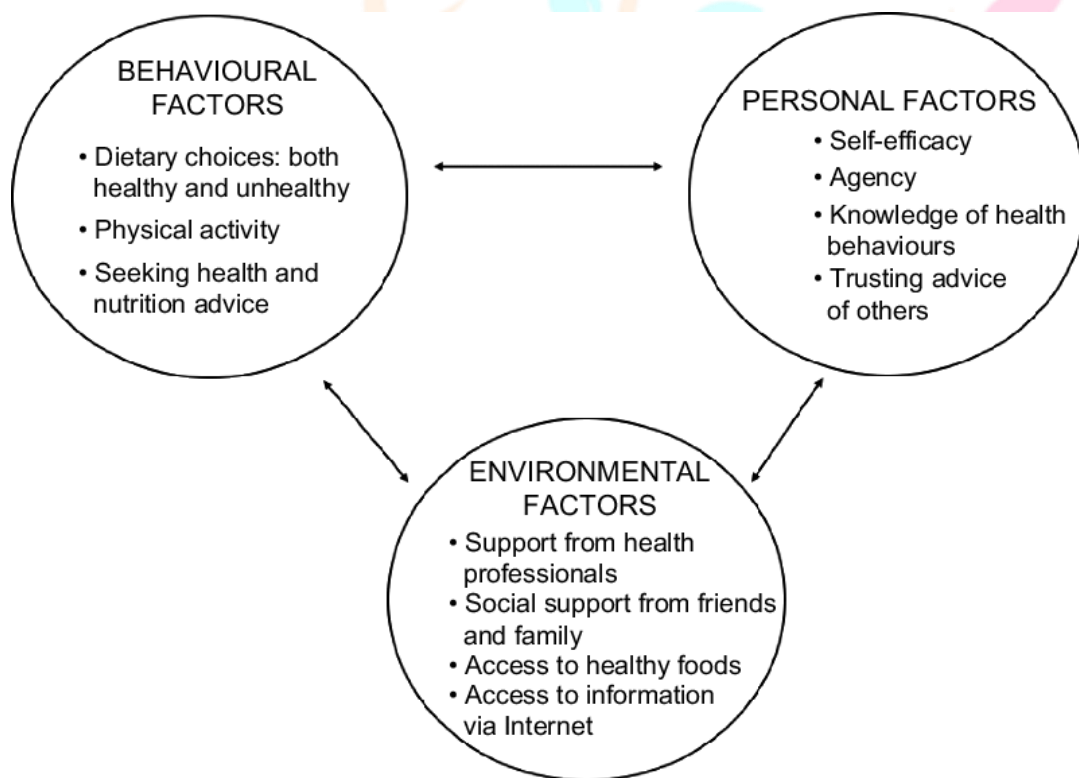 BEHAVIOURAL
FACTORS
• Dietary choices: both
healthy and unhealthy
• Physical activity
• Seeking health and
nutrition advice
PERSONAL FACTORS
• Self-efficacy
• Agency
• Knowledge of health
behaviours
• Trusting advice
of others
ENVIRONMENTAL
FACTORS
• Support from health
professionals
• Social support from friends
and family
• Access to healthy foods
• Access to information
via Internet